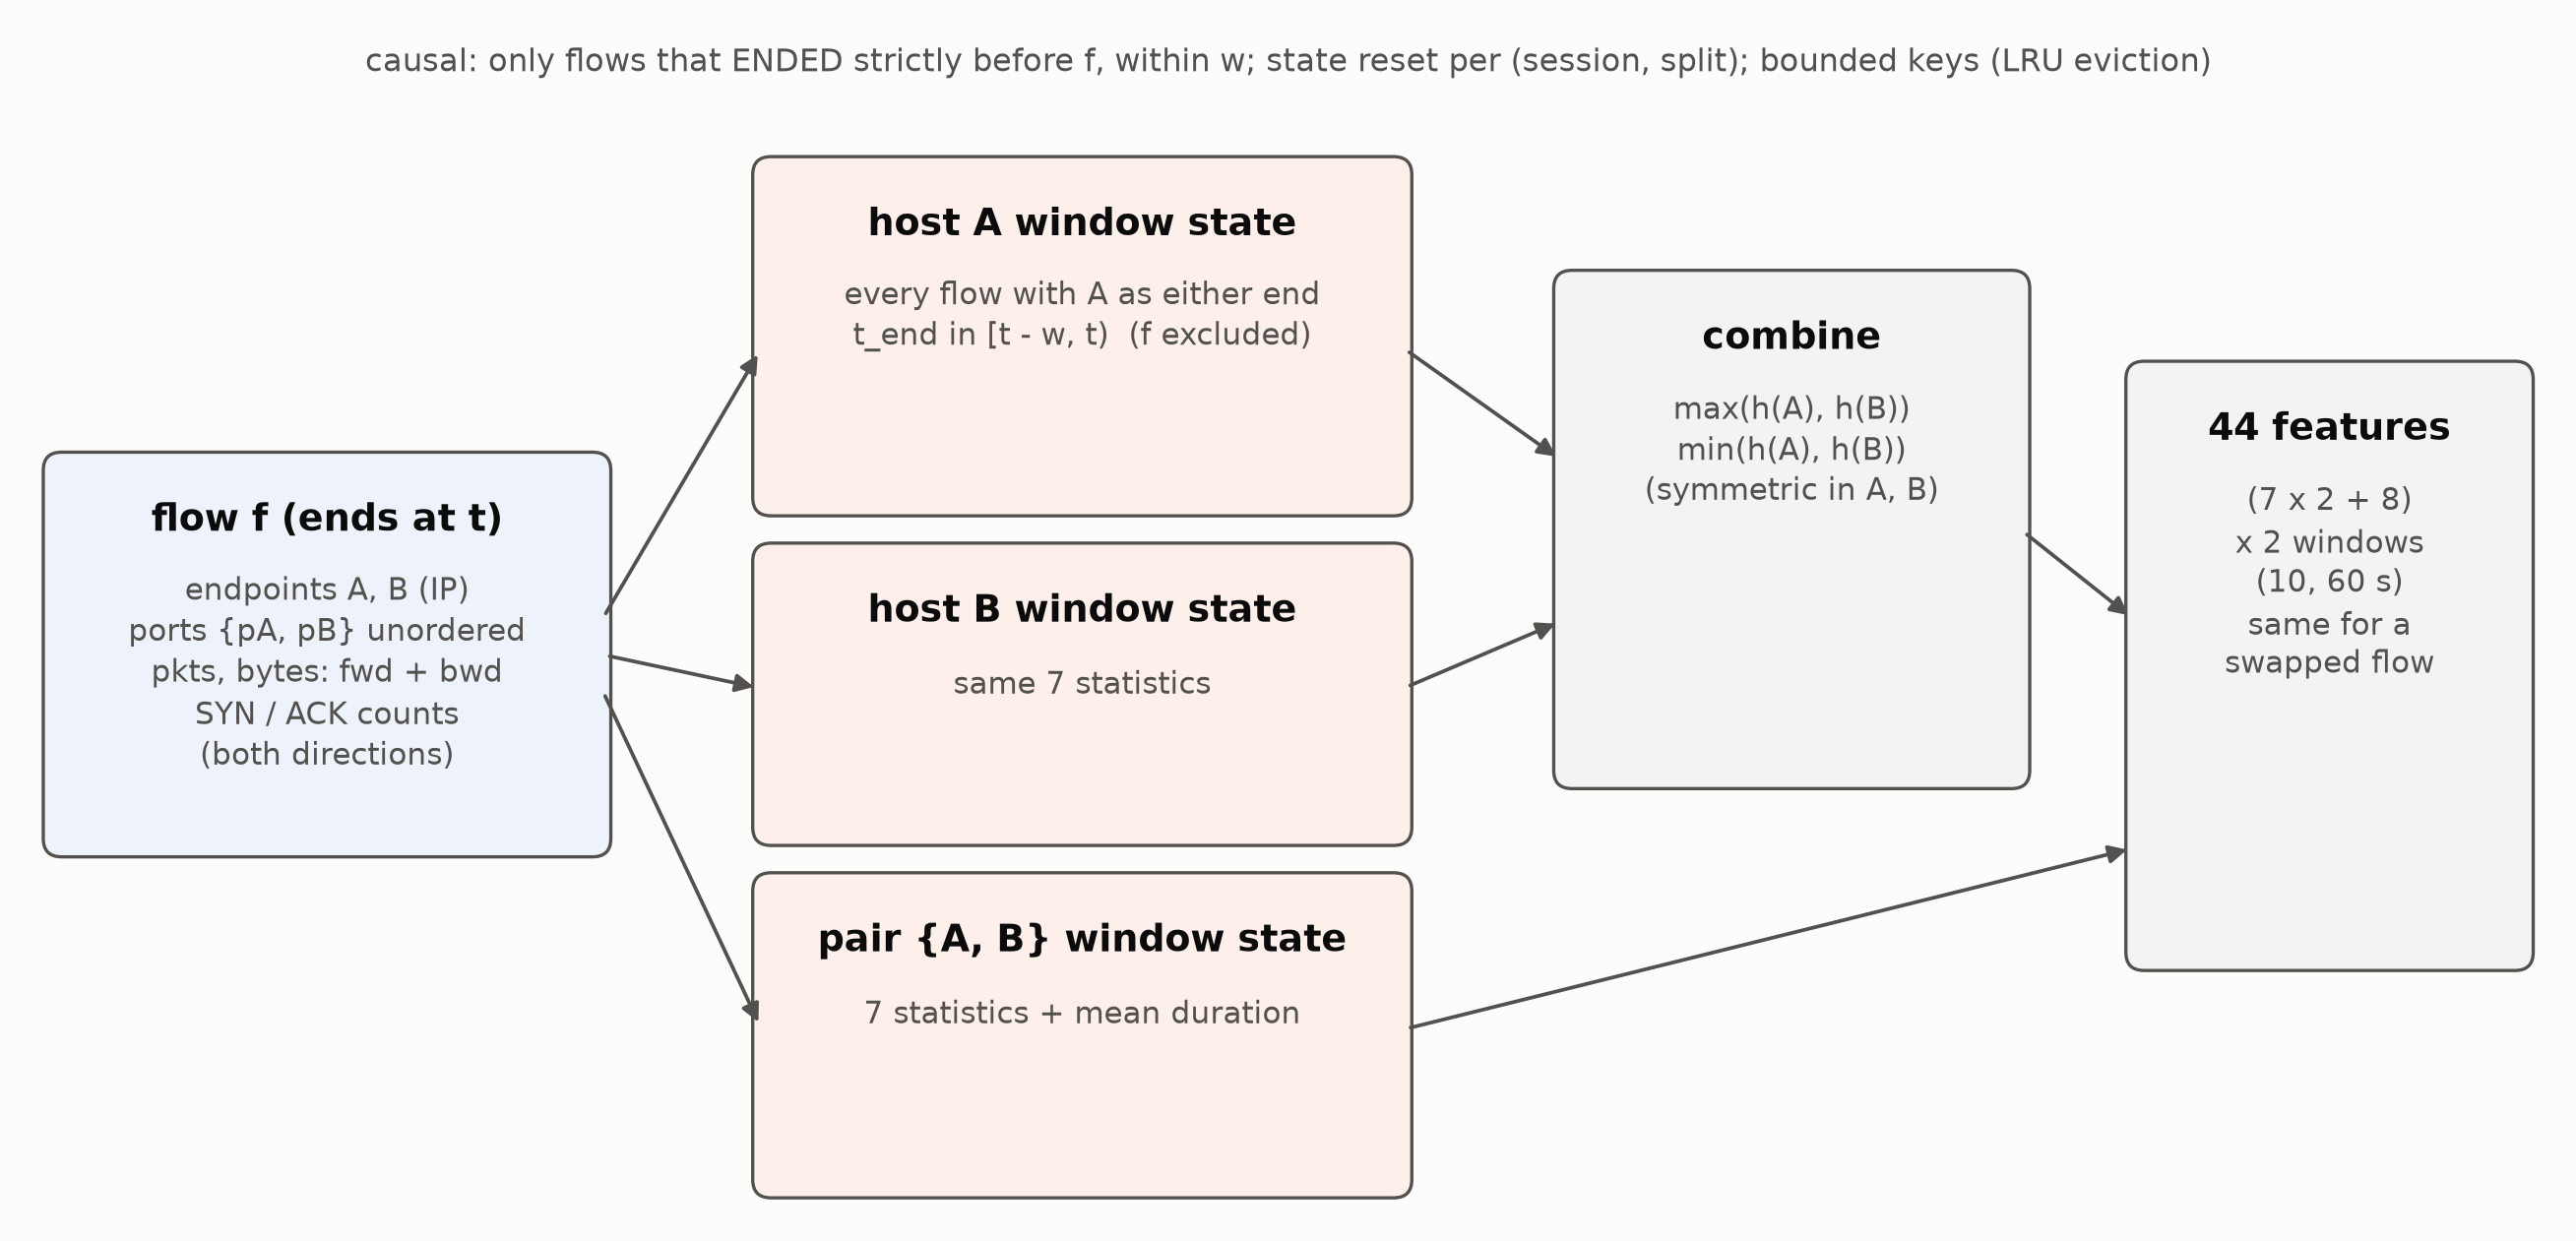 causal: only flows that ENDED strictly before f, within w; state reset per (session, split); bounded keys (LRU eviction)
flow f (ends at t)
endpoints A, B (IP)
ports {pA, pB} unordered
pkts, bytes: fwd + bwd
SYN / ACK counts
(both directions)
host A window state
every flow with A as either end
t_end in [t - w, t)  (f excluded)
host B window state
same 7 statistics
pair {A, B} window state
7 statistics + mean duration
combine
max(h(A), h(B))
min(h(A), h(B))
(symmetric in A, B)
44 features
(7 x 2 + 8)
x 2 windows
(10, 60 s)
same for a
swapped flow